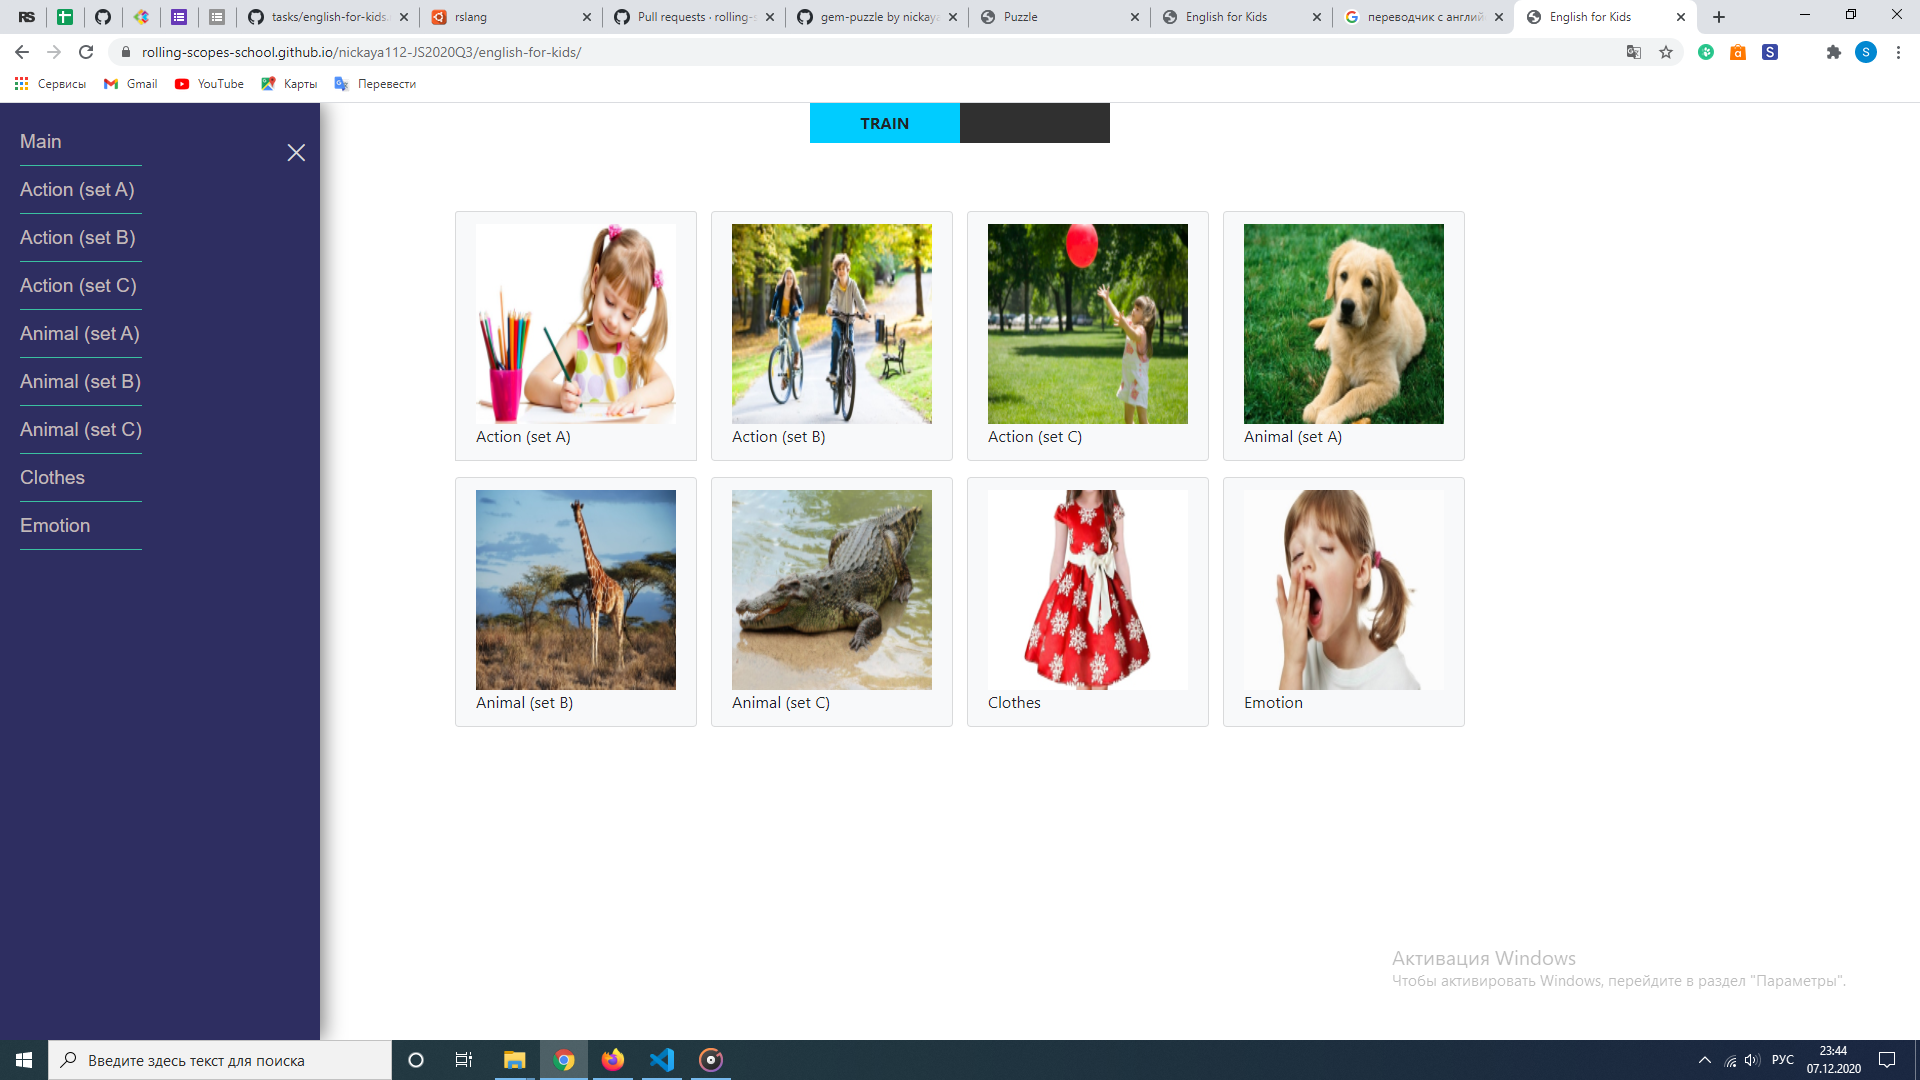 RS
tasks/english-for-kids
rslang
Pull requests · rolling-s
gem-puzzle by nickaya
Puzzle
English for Kids
переводчик с англий
English for Kids
rolling-scopes-school.github.io/nickaya112-JS2020Q3/english-for-kids/
S
S
Сервисы
Gmail
YouTube
Карты
Перевести
Main
Action (set A)
Action (set B)
Action (set C)
Animal (set A)
Animal (set B)
Animal (set C)
Clothes
Emotion
TRAIN
Action (set A)
Action (set B)
Action (set C)
Animal (set A)
Animal (set B)
Animal (set C)
Clothes
Emotion
Активация Windows
Чтобы активировать Windows, перейдите в раздел "Параметры".
Введите здесь текст для поиска
РУС
23:44
07.12.2020